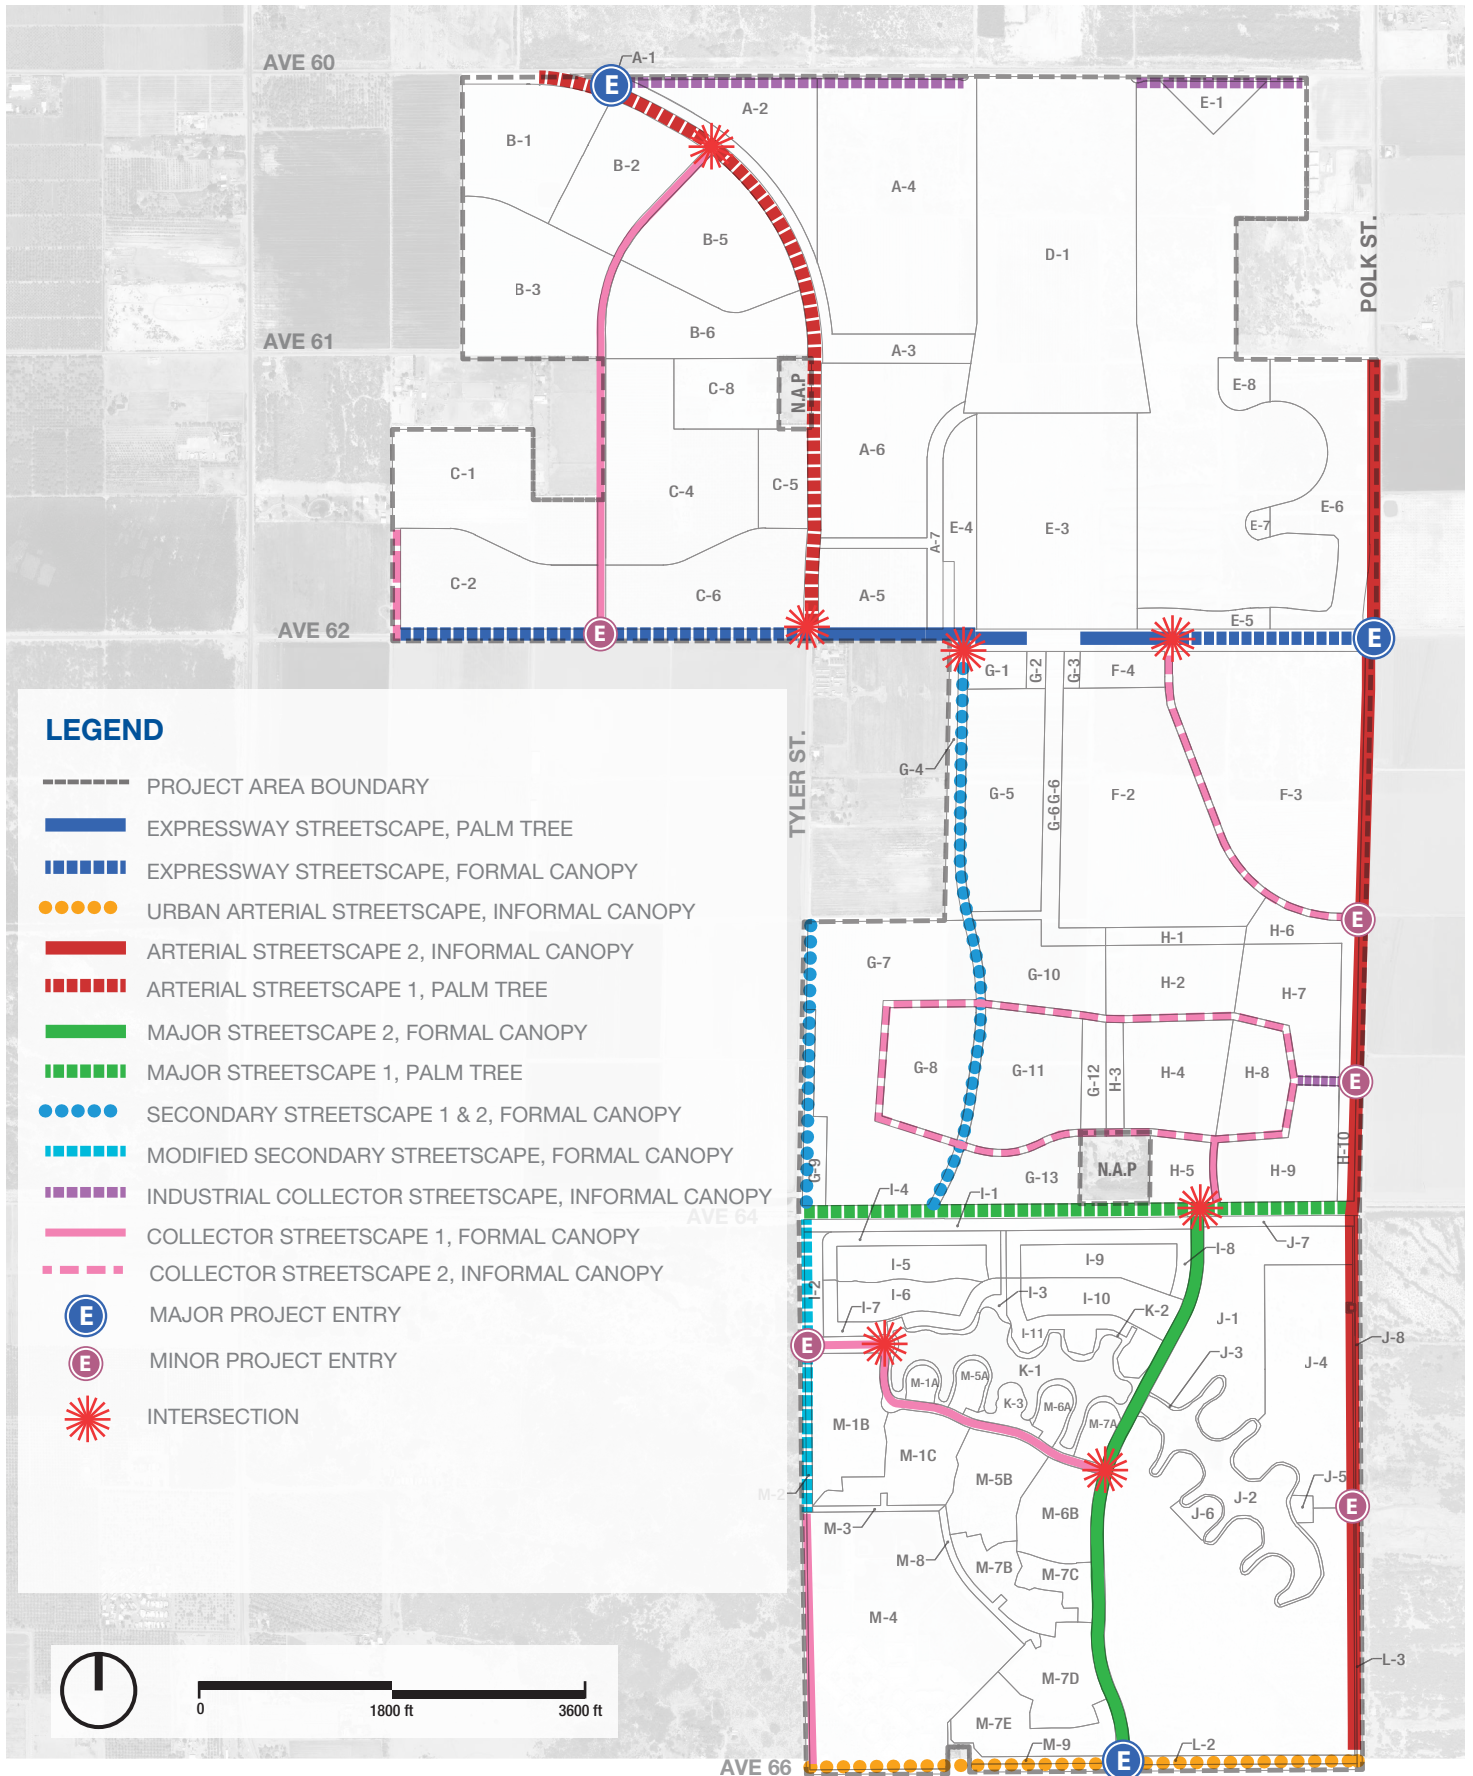 AVE 60
A-1
E
A-2
E-1
B-1
B-2
A-4
B-5
D-1
POLK ST.
B-3
B-6
AVE 61
A-3
C-8
N.A.P
E-8
A-6
C-1
C-4
C-5
E-6
E-4
E-3
E-7
A-7
C-2
C-6
A-5
E-5
AVE 62
E
E
G-1
G-2
G-3
F-4
TYLER ST.
G-4
G-5
G-6
G-6
F-2
F-3
E
G-7
H-1
H-6
G-10
H-2
H-7
G-8
G-11
G-12
H-3
H-4
H-8
E
G-9
G-13
N.A.P
H-5
H-9
H-10
AVE 64
I-4
I-1
J-7
I-8
I-5
I-9
I-2
I-6
I-3
I-10
K-2
I-7
J-1
E
I-11
J-8
K-1
J-3
J-4
M-1A
M-5A
K-3
M-6A
M-7A
M-1B
M-1C
M-5B
M-2
J-5
J-2
E
J-6
M-6B
M-3
M-8
M-7B
M-7C
M-4
M-7D
L-3
M-7E
M-9
L-2
E
AVE 66
LEGEND
PROJECT AREA BOUNDARY
EXPRESSWAY STREETSCAPE, PALM TREE
EXPRESSWAY STREETSCAPE, FORMAL CANOPY
URBAN ARTERIAL STREETSCAPE, INFORMAL CANOPY
ARTERIAL STREETSCAPE 2, INFORMAL CANOPY
ARTERIAL STREETSCAPE 1, PALM TREE
MAJOR STREETSCAPE 2, FORMAL CANOPY
MAJOR STREETSCAPE 1, PALM TREE
SECONDARY STREETSCAPE 1 & 2, FORMAL CANOPY
MODIFIED SECONDARY STREETSCAPE, FORMAL CANOPY
INDUSTRIAL COLLECTOR STREETSCAPE, INFORMAL CANOPY
COLLECTOR STREETSCAPE 1, FORMAL CANOPY
COLLECTOR STREETSCAPE 2, INFORMAL CANOPY
E MAJOR PROJECT ENTRY
E MINOR PROJECT ENTRY
INTERSECTION
0 1800 ft 3600 ft